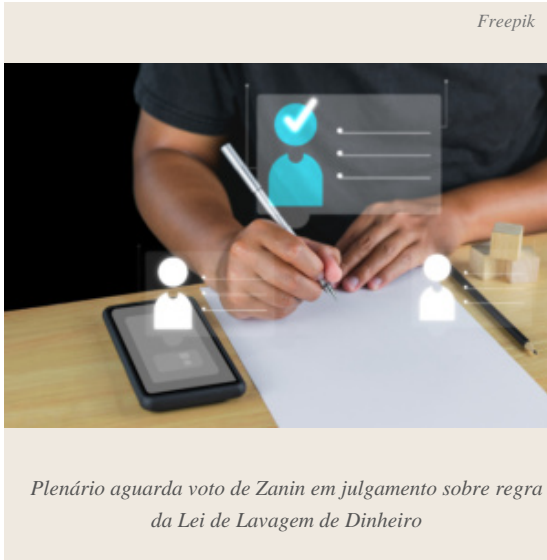 Freepik
Plenário aguarda voto de Zanin em julgamento sobre regra
da Lei de Lavagem de Dinheiro